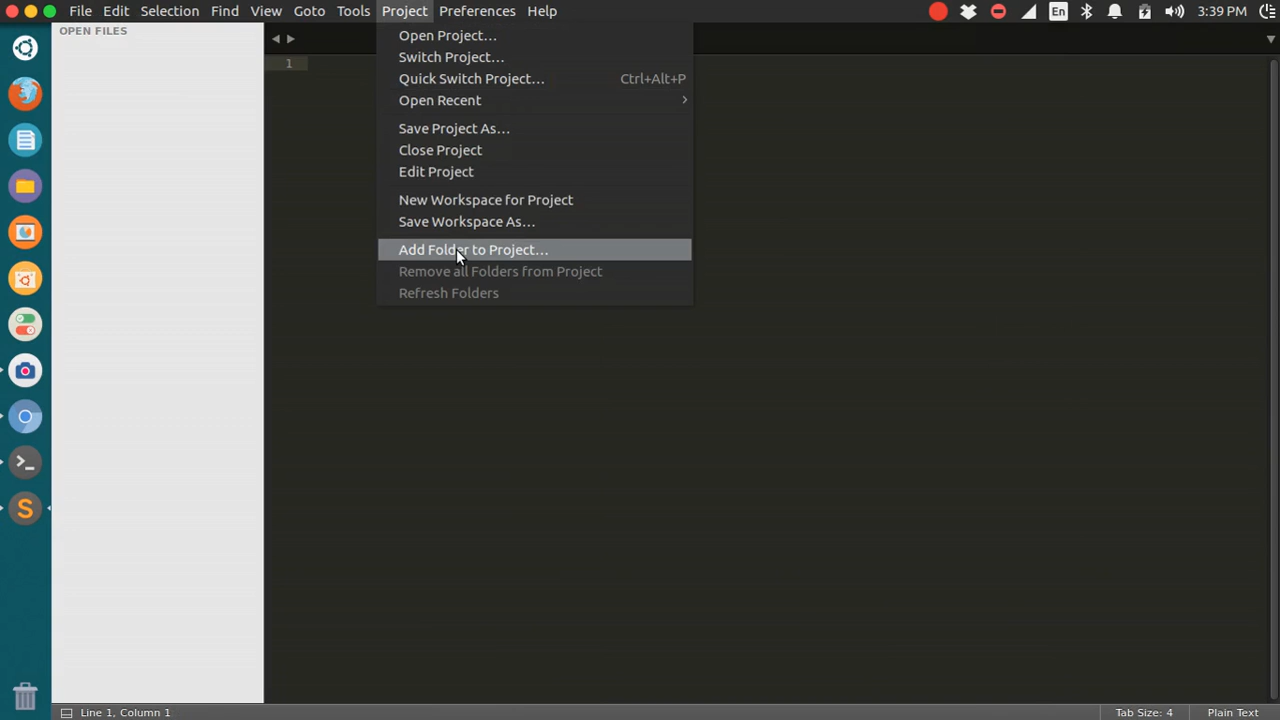 File Edit Selection Find View Goto Tools Project Preferences Help En 3:39 PM
OPEN FILES
1
Open Project...
Switch Project...
Quick Switch Project... Ctrl+Alt+P
Open Recent
Save Project As...
Close Project
Edit Project
New Workspace for Project
Save Workspace As...
Add Folder to Project...
Remove all Folders from Project
Refresh Folders
S
Line 1, Column 1 Tab Size: 4 Plain Text